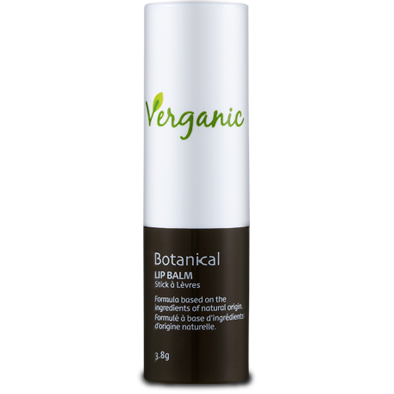 Verganic
Botanical
LIP BALM
Stick à Lèvres
Formula based on the
ingredients of natural origin.
Formulé à base d'ingrédients
d'origine naturelle.
3.8g